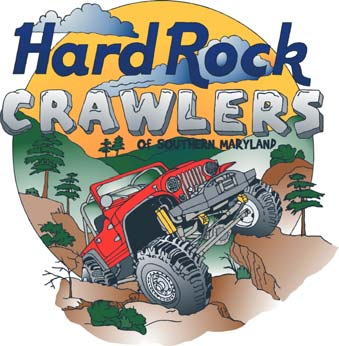 Hard Rock
CRAWLERS
OF SOUTHERN MARYLAND